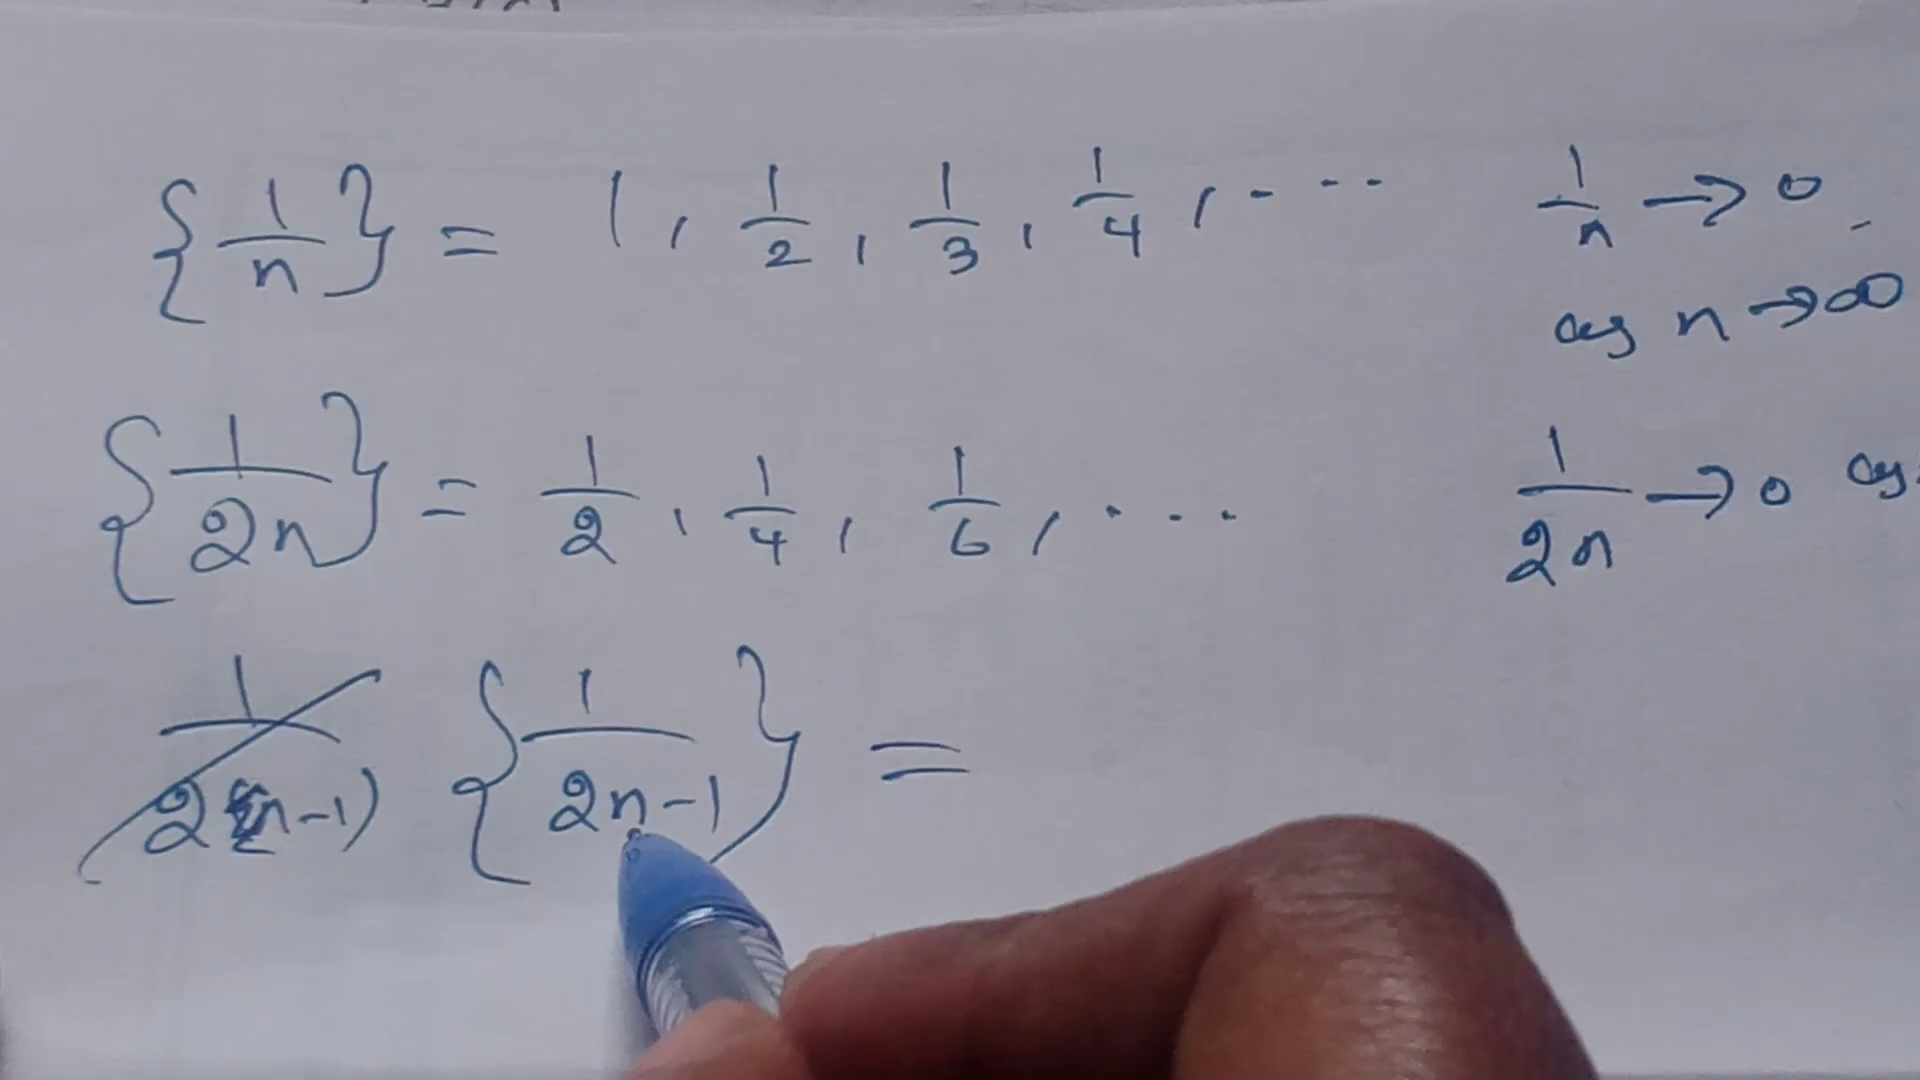 {1/n} = 1, 1/2, 1/3, 1/4, . - -- 1/n → 0
as n → ∞
{1/2n} = 1/2, 1/4, 1/6, . . . 1/2n → 0 as
1/2(n-1) {1/2n-1} =